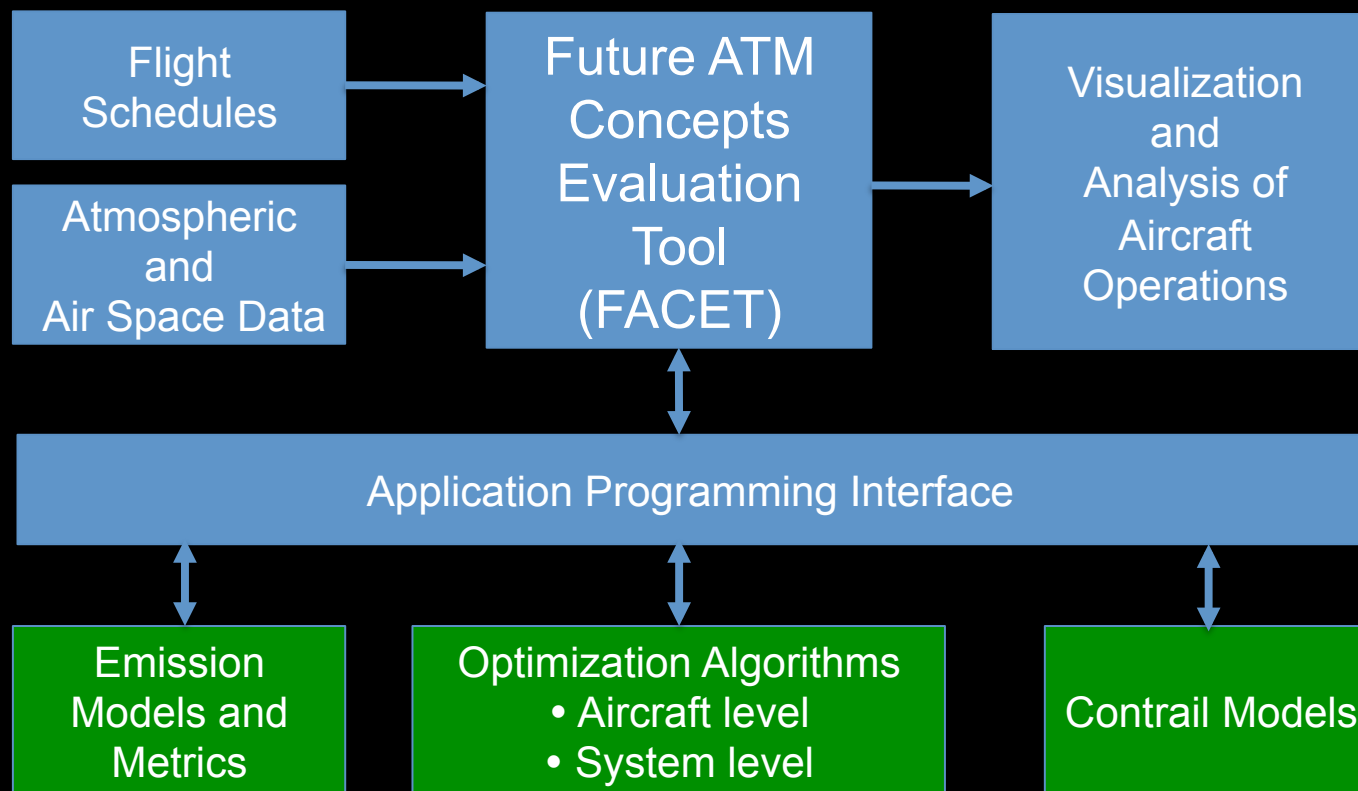 Flight
Schedules
Future ATM
Concepts
Evaluation
Tool
(FACET)
Visualization
and
Analysis of
Aircraft
Operations
Atmospheric
and
Air Space Data
Application Programming Interface
Emission
Models and
Metrics
Optimization Algorithms
• Aircraft level
• System level
Contrail Models